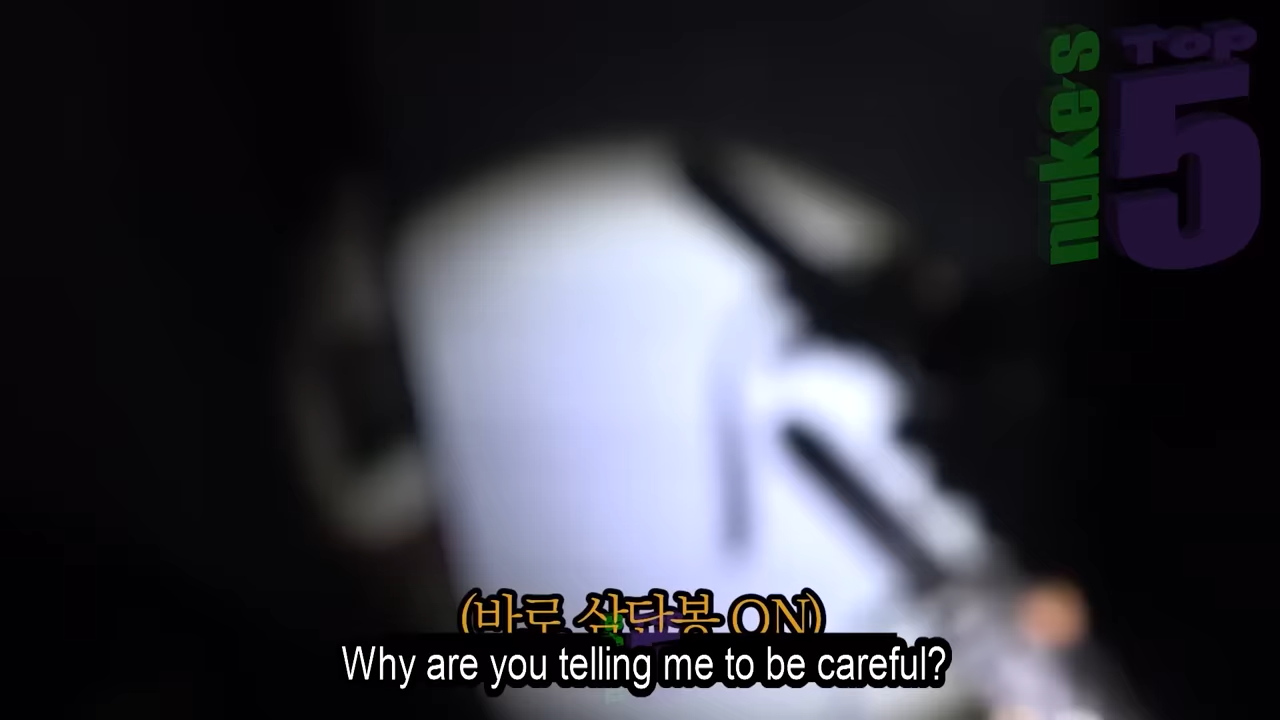 nuke's
Top
5
(바로 삼단봉 ON)
Why are you telling me to be careful?